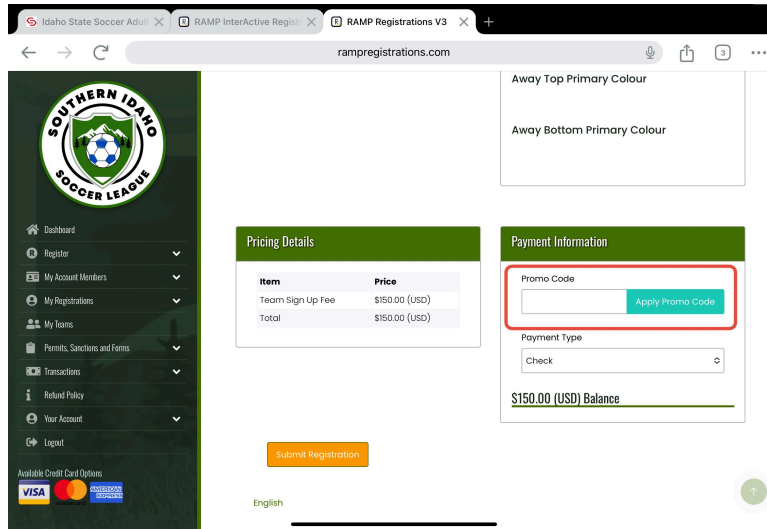 Idaho State Soccer Adul
RAMP InterActive Registr
RAMP Registrations V3
rampregistrations.com
3
SOUTHERN IDAHO
SOCCER LEAGUE
Dashboard
Register
My Account Members
My Registrations
My Teams
Permits, Sanctions and Forms
Transactions
Refund Policy
Your Account
Logout
Available Credit Card Options
VISA
AMERICAN
EXPRESS
Away Top Primary Colour
Away Bottom Primary Colour
Pricing Details
Item Price
Team Sign Up Fee $150.00 (USD)
Total $150.00 (USD)
Payment Information
Promo Code
Apply Promo Code
Payment Type
Check
$150.00 (USD) Balance
Submit Registration
English